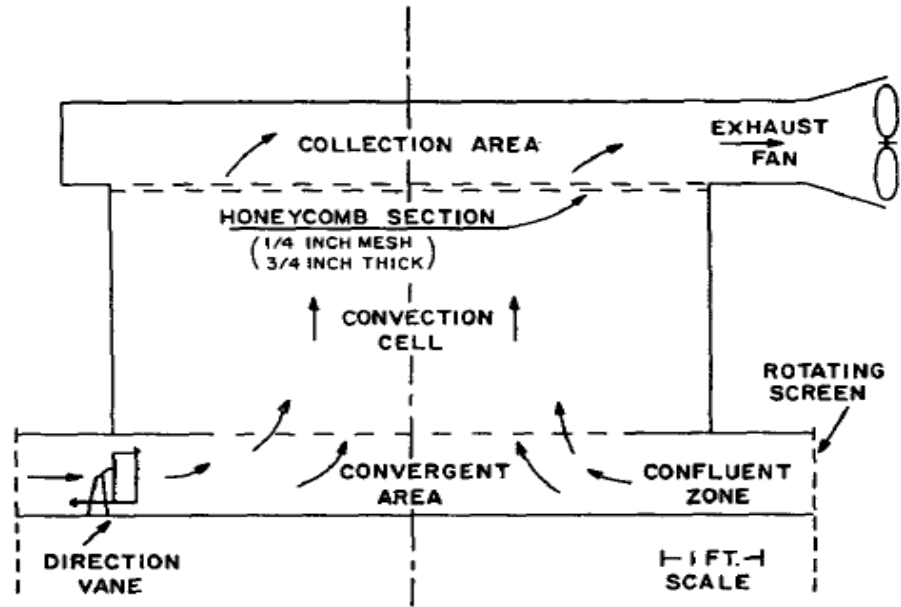 COLLECTION AREA
EXHAUST
FAN
HONEYCOMB SECTION
(1/4 INCH MESH
3/4 INCH THICK)
CONVECTION
CELL
ROTATING
SCREEN
CONVERGENT
AREA
CONFLUENT
ZONE
DIRECTION
VANE
1 FT.
SCALE